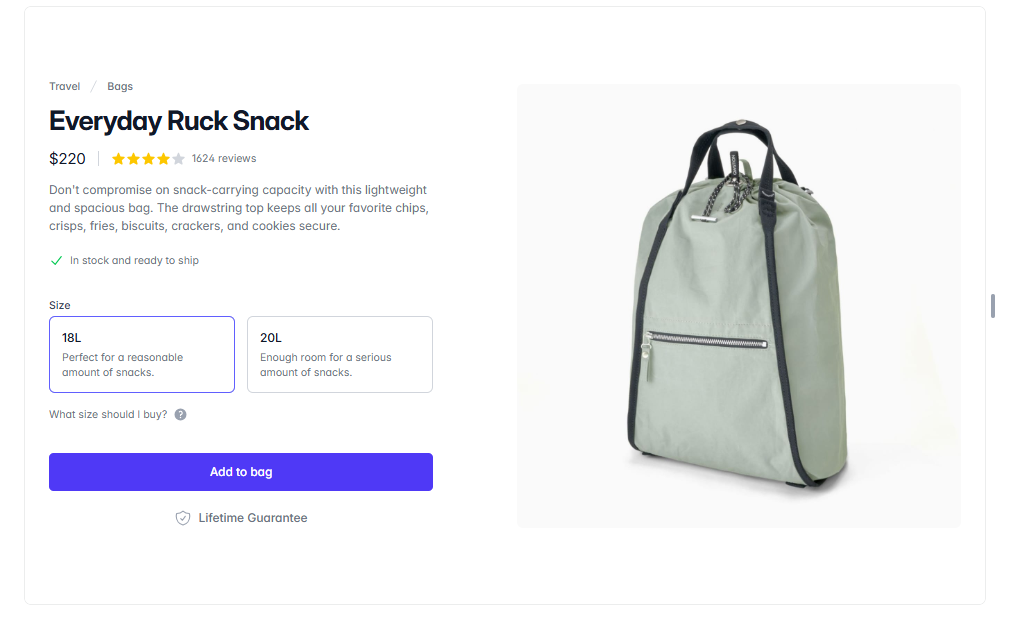 Travel / Bags
Everyday Ruck Snack
$220
1624 reviews
Don't compromise on snack-carrying capacity with this lightweight
and spacious bag. The drawstring top keeps all your favorite chips,
crisps, fries, biscuits, crackers, and cookies secure.
In stock and ready to ship
Size
18L
Perfect for a reasonable
amount of snacks.
20L
Enough room for a serious
amount of snacks.
What size should I buy? ?
Add to bag
Lifetime Guarantee